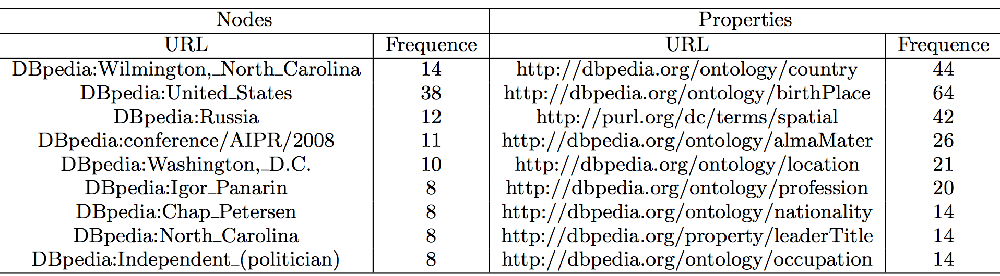 Nodes Properties
URL Frequence URL Frequence
DBpedia:Wilmington,_North_Carolina 14 http://dbpedia.org/ontology/country 44
DBpedia:United_States 38 http://dbpedia.org/ontology/birthPlace 64
DBpedia:Russia 12 http://purl.org/dc/terms/spatial 42
DBpedia:conference/AIPR/2008 11 http://dbpedia.org/ontology/almaMater 26
DBpedia:Washington,_D.C. 10 http://dbpedia.org/ontology/location 21
DBpedia:Igor_Panarin 8 http://dbpedia.org/ontology/profession 20
DBpedia:Chap_Petersen 8 http://dbpedia.org/ontology/nationality 14
DBpedia:North_Carolina 8 http://dbpedia.org/property/leaderTitle 14
DBpedia:Independent_(politician) 8 http://dbpedia.org/ontology/occupation 14